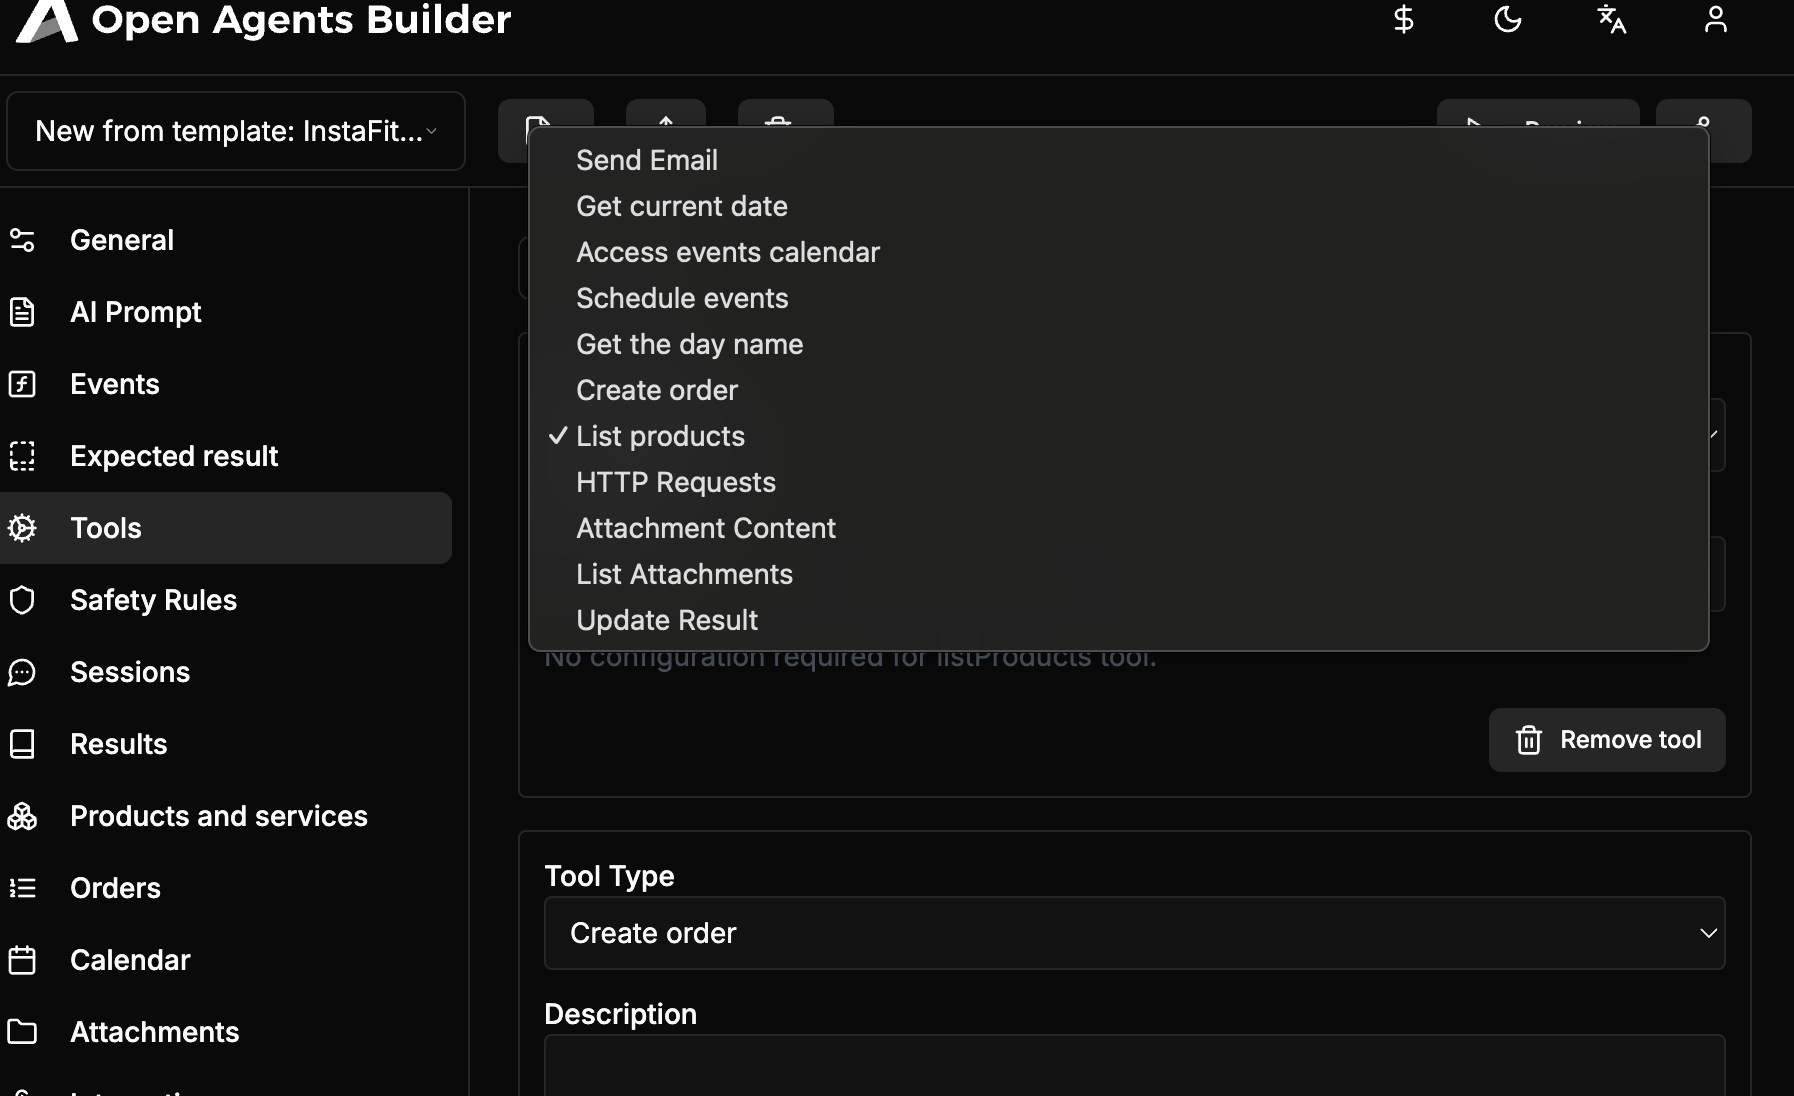 Open Agents Builder
New from template: InstaFit...
General
AI Prompt
Events
Expected result
Tools
Safety Rules
Sessions
Results
Products and services
Orders
Calendar
Attachments
Send Email
Get current date
Access events calendar
Schedule events
Get the day name
Create order
✓ List products
HTTP Requests
Attachment Content
List Attachments
Update Result
No configuration required for listProducts tool.
Remove tool
Tool Type
Create order
Description